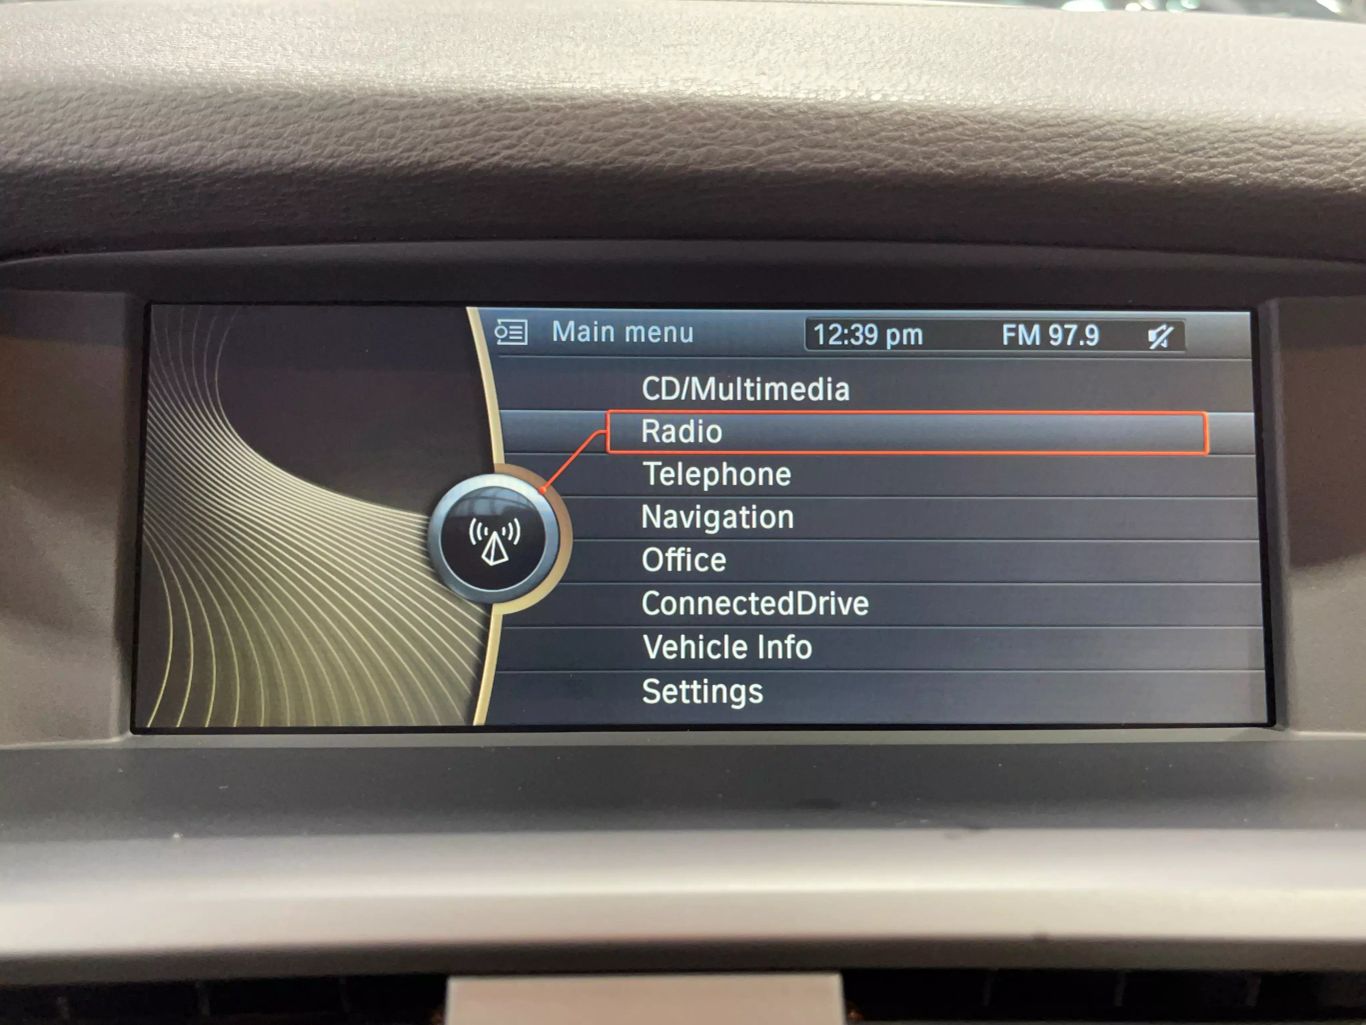 Main menu 12:39 pm FM 97.9
CD/Multimedia
Radio
Telephone
Navigation
Office
ConnectedDrive
Vehicle Info
Settings